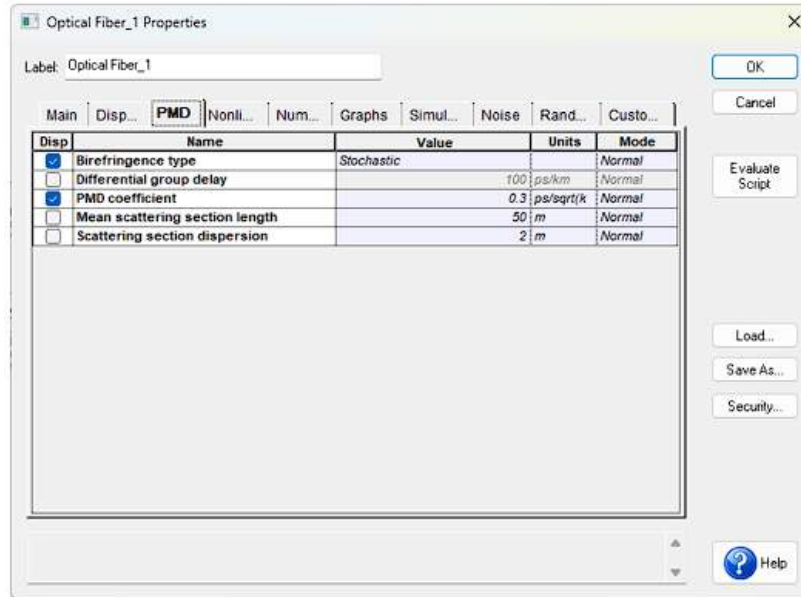 Optical Fiber_1 Properties
Label: Optical Fiber_1
OK
Cancel
Main Disp... PMD Nonli... Num... Graphs Simul... Noise Rand... Custo...
Disp Name Value Units Mode
Birefringence type Stochastic Normal
Differential group delay 100 ps/km Normal
PMD coefficient 0.3 ps/sqrt(k Normal
Mean scattering section length 50 m Normal
Scattering section dispersion 2 m Normal
Evaluate
Script
Load...
Save As...
Security...
Help